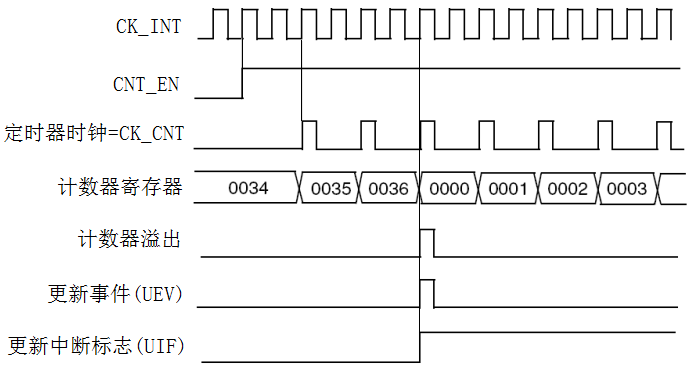 CK_INT
CNT_EN
定时器时钟=CK_CNT
计数器寄存器 0034 0035 0036 0000 0001 0002 0003
计数器溢出
更新事件(UEV)
更新中断标志(UIF)